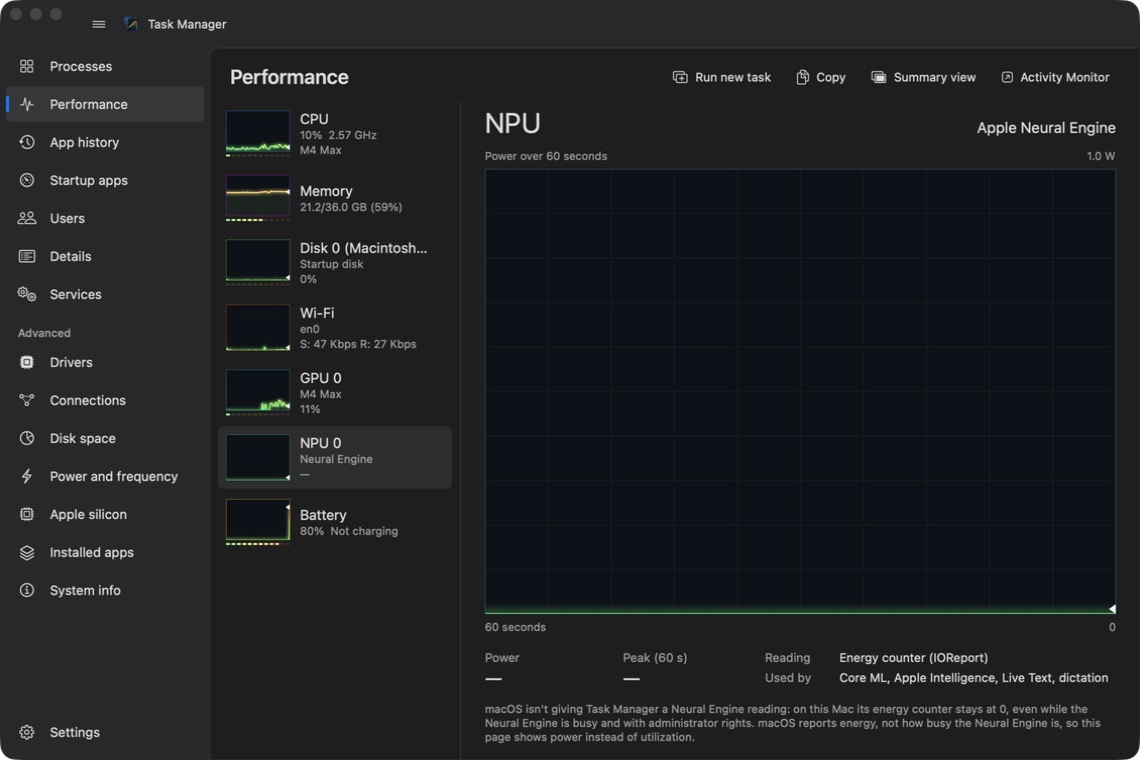 Task Manager
Processes
Performance
App history
Startup apps
Users
Details
Services
Advanced
Drivers
Connections
Disk space
Power and frequency
Apple silicon
Installed apps
System info
Settings
Performance
Run new task
Copy
Summary view
Activity Monitor
CPU
10% 2.57 GHz
M4 Max
Memory
21.2/36.0 GB (59%)
Disk 0 (Macintosh...
Startup disk
0%
Wi-Fi
en0
S: 47 Kbps R: 27 Kbps
GPU 0
M4 Max
11%
NPU 0
Neural Engine
—
Battery
80% Not charging
NPU
Apple Neural Engine
Power over 60 seconds
1.0 W
60 seconds
0
Power
—
Peak (60 s)
—
Reading
Energy counter (IOReport)
Used by
Core ML, Apple Intelligence, Live Text, dictation
macOS isn't giving Task Manager a Neural Engine reading: on this Mac its energy counter stays at 0, even while the
Neural Engine is busy and with administrator rights. macOS reports energy, not how busy the Neural Engine is, so this
page shows power instead of utilization.